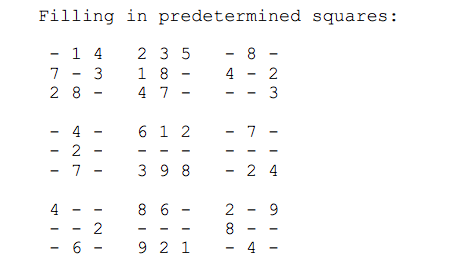 Filling in predetermined squares:
- 1 4 2 3 5 - 8 -
7 - 3 1 8 - 4 - 2
2 8 - 4 7 - - - 3
- 4 - 6 1 2 - 7 -
- 2 - - - - - - -
- 7 - 3 9 8 - 2 4
4 - - 8 6 - 2 - 9
- - 2 - - - 8 - -
- 6 - 9 2 1 - 4 -